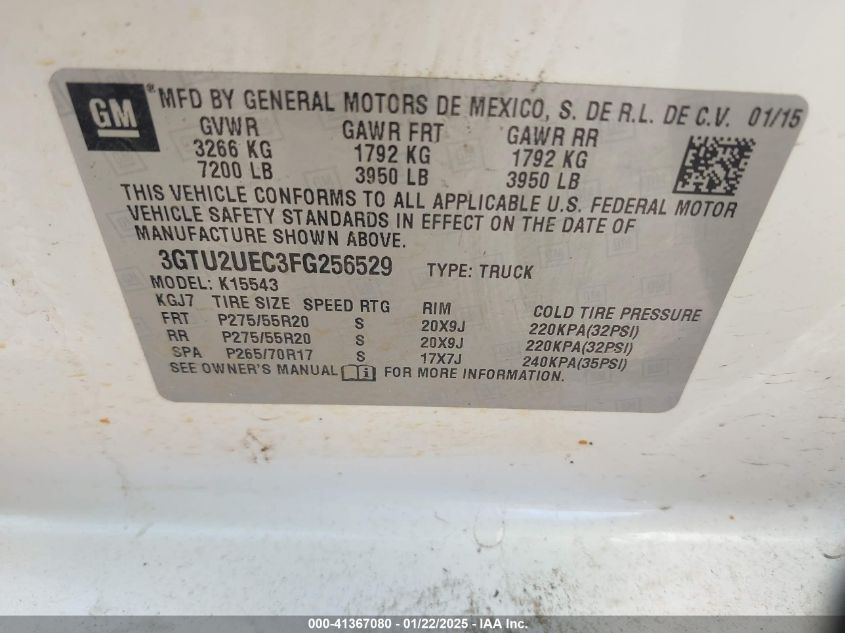 GM ® MFD BY GENERAL MOTORS DE MEXICO, S. DE R.L. DE C.V. 01/15
GVWR GAWR FRT GAWR RR
3266 KG 1792 KG 1792 KG
7200 LB 3950 LB 3950 LB
THIS VEHICLE CONFORMS TO ALL APPLICABLE U.S. FEDERAL MOTOR
VEHICLE SAFETY STANDARDS IN EFFECT ON THE DATE OF
MANUFACTURE SHOWN ABOVE.
3GTU2UEC3FG256529 TYPE: TRUCK
MODEL: K15543
KGJ7 TIRE SIZE SPEED RTG RIM COLD TIRE PRESSURE
FRT P275/55R20 S 20X9J 220KPA(32PSI)
RR P275/55R20 S 20X9J 220KPA(32PSI)
SPA P265/70R17 S 17X7J 240KPA(35PSI)
SEE OWNER'S MANUAL i FOR MORE INFORMATION.
000-41367080 - 01/22/2025 - IAA Inc.